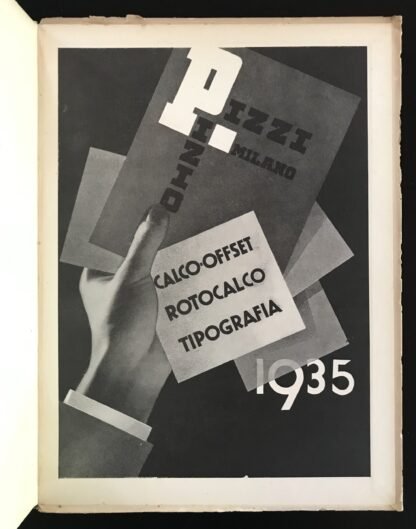 PIZZI
PIZIO
MILANO
CALCO-OFFSET
ROTOCALCO
TIPOGRAFIA
1935